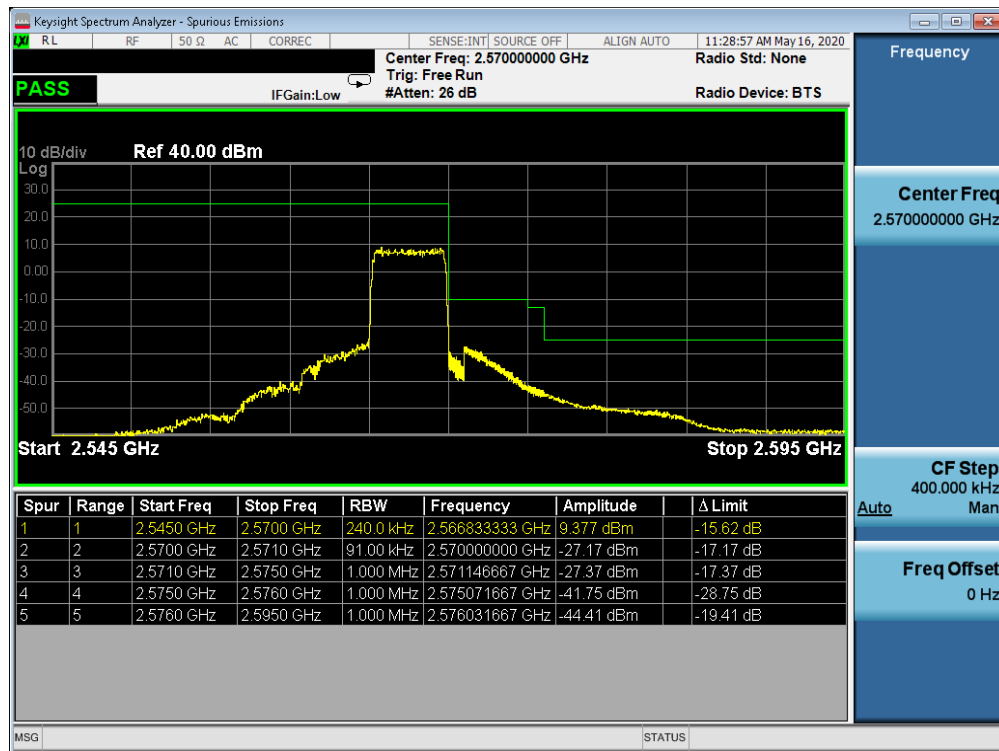 Keysight Spectrum Analyzer - Spurious Emissions
LXI RL RF 50 Ω AC CORREC SENSE:INT SOURCE OFF ALIGN AUTO 11:28:57 AM May 16, 2020
Center Freq: 2.570000000 GHz Radio Std: None
Trig: Free Run
PASS IFGain:Low #Atten: 26 dB Radio Device: BTS
10 dB/div Ref 40.00 dBm
Log
30.0
20.0
10.0
0.00
-10.0
-20.0
-30.0
-40.0
-50.0
Start 2.545 GHz Stop 2.595 GHz
Spur Range Start Freq Stop Freq RBW Frequency Amplitude Δ Limit
1 1 2.5450 GHz 2.5700 GHz 240.0 kHz 2.566833333 GHz 9.377 dBm -15.62 dB
2 2 2.5700 GHz 2.5710 GHz 91.00 kHz 2.570000000 GHz -27.17 dBm -17.17 dB
3 3 2.5710 GHz 2.5750 GHz 1.000 MHz 2.571146667 GHz -27.37 dBm -17.37 dB
4 4 2.5750 GHz 2.5760 GHz 1.000 MHz 2.575071667 GHz -41.75 dBm -28.75 dB
5 5 2.5760 GHz 2.5950 GHz 1.000 MHz 2.576031667 GHz -44.41 dBm -19.41 dB
MSG STATUS
Frequency
Center Freq
2.570000000 GHz
CF Step
400.000 kHz
Auto Man
Freq Offset
0 Hz